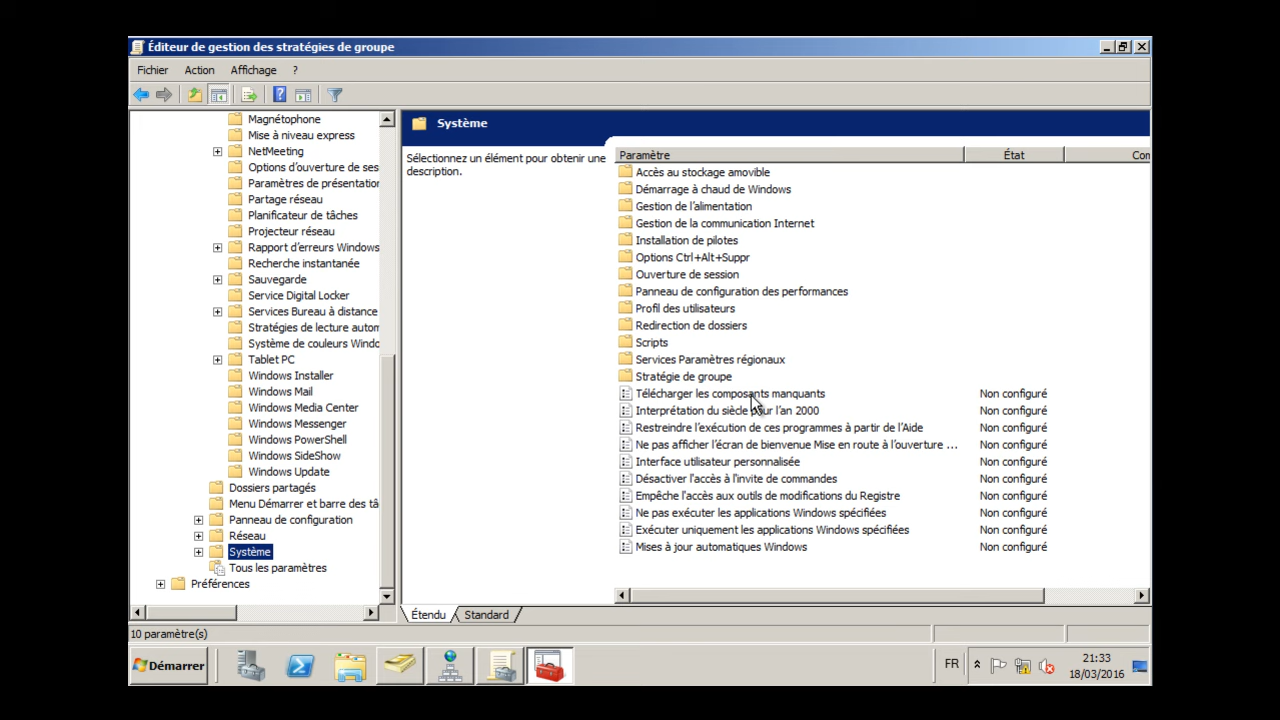 Éditeur de gestion des stratégies de groupe
Fichier Action Affichage ?
Magnétophone
Mise à niveau express
NetMeeting
Options d'ouverture de ses
Paramètres de présentation
Partage réseau
Planificateur de tâches
Projecteur réseau
Rapport d'erreurs Windows
Recherche instantanée
Sauvegarde
Service Digital Locker
Services Bureau à distance
Stratégies de lecture autom
Système de couleurs Windo
Tablet PC
Windows Installer
Windows Mail
Windows Media Center
Windows Messenger
Windows PowerShell
Windows SideShow
Windows Update
Dossiers partagés
Menu Démarrer et barre des tâ
Panneau de configuration
Réseau
Système
Tous les paramètres
Préférences
Système
Sélectionnez un élément pour obtenir une
description.
Paramètre État Con
Accès au stockage amovible
Démarrage à chaud de Windows
Gestion de l'alimentation
Gestion de la communication Internet
Installation de pilotes
Options Ctrl+Alt+Suppr
Ouverture de session
Panneau de configuration des performances
Profil des utilisateurs
Redirection de dossiers
Scripts
Services Paramètres régionaux
Stratégie de groupe
Télécharger les composants manquants Non configuré
Interprétation du siècle pour l'an 2000 Non configuré
Restreindre l'exécution de ces programmes à partir de l'Aide Non configuré
Ne pas afficher l'écran de bienvenue Mise en route à l'ouverture ... Non configuré
Interface utilisateur personnalisée Non configuré
Désactiver l'accès à l'invite de commandes Non configuré
Empêche l'accès aux outils de modifications du Registre Non configuré
Ne pas exécuter les applications Windows spécifiées Non configuré
Exécuter uniquement les applications Windows spécifiées Non configuré
Mises à jour automatiques Windows Non configuré
Étendu Standard
10 paramètre(s)
Démarrer FR 21:33
18/03/2016